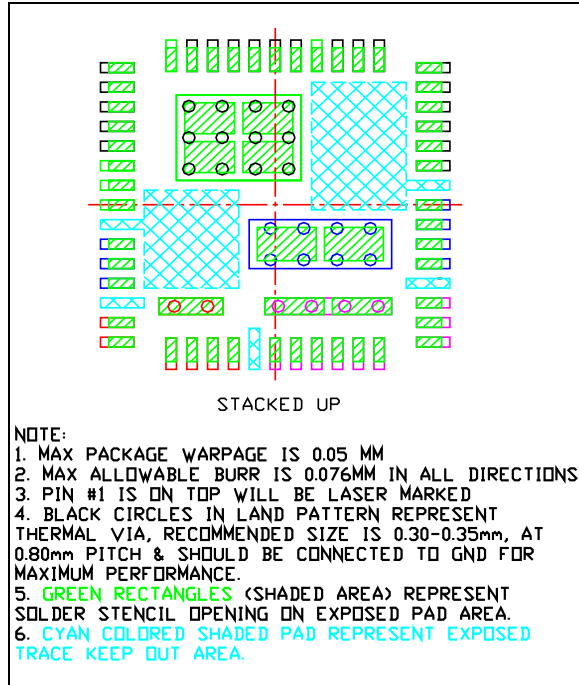 STACKED UP
NOTE:
1. MAX PACKAGE WARPAGE IS 0.05 MM
2. MAX ALLOWABLE BURR IS 0.076MM IN ALL DIRECTIONS
3. PIN #1 IS ON TOP WILL BE LASER MARKED
4. BLACK CIRCLES IN LAND PATTERN REPRESENT
THERMAL VIA, RECOMMENDED SIZE IS 0.30-0.35mm, AT
0.80mm PITCH & SHOULD BE CONNECTED TO GND FOR
MAXIMUM PERFORMANCE.
5. GREEN RECTANGLES (SHADED AREA) REPRESENT
SOLDER STENCIL OPENING ON EXPOSED PAD AREA.
6. CYAN COLORED SHADED PAD REPRESENT EXPOSED
TRACE KEEP OUT AREA.